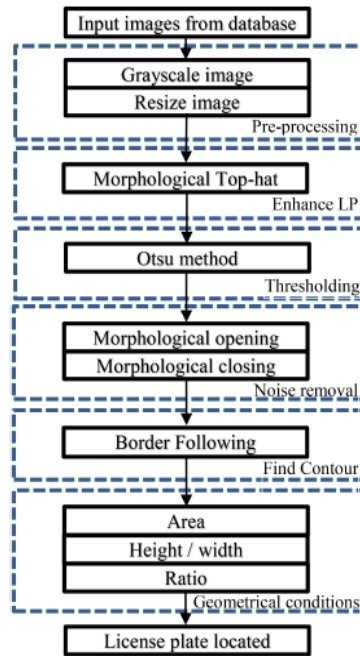 Input images from database
Grayscale image
Resize image
Pre-processing
Morphological Top-hat
Enhance LP
Otsu method
Thresholding
Morphological opening
Morphological closing
Noise removal
Border Following
Find Contour
Area
Height / width
Ratio
Geometrical conditions
License plate located